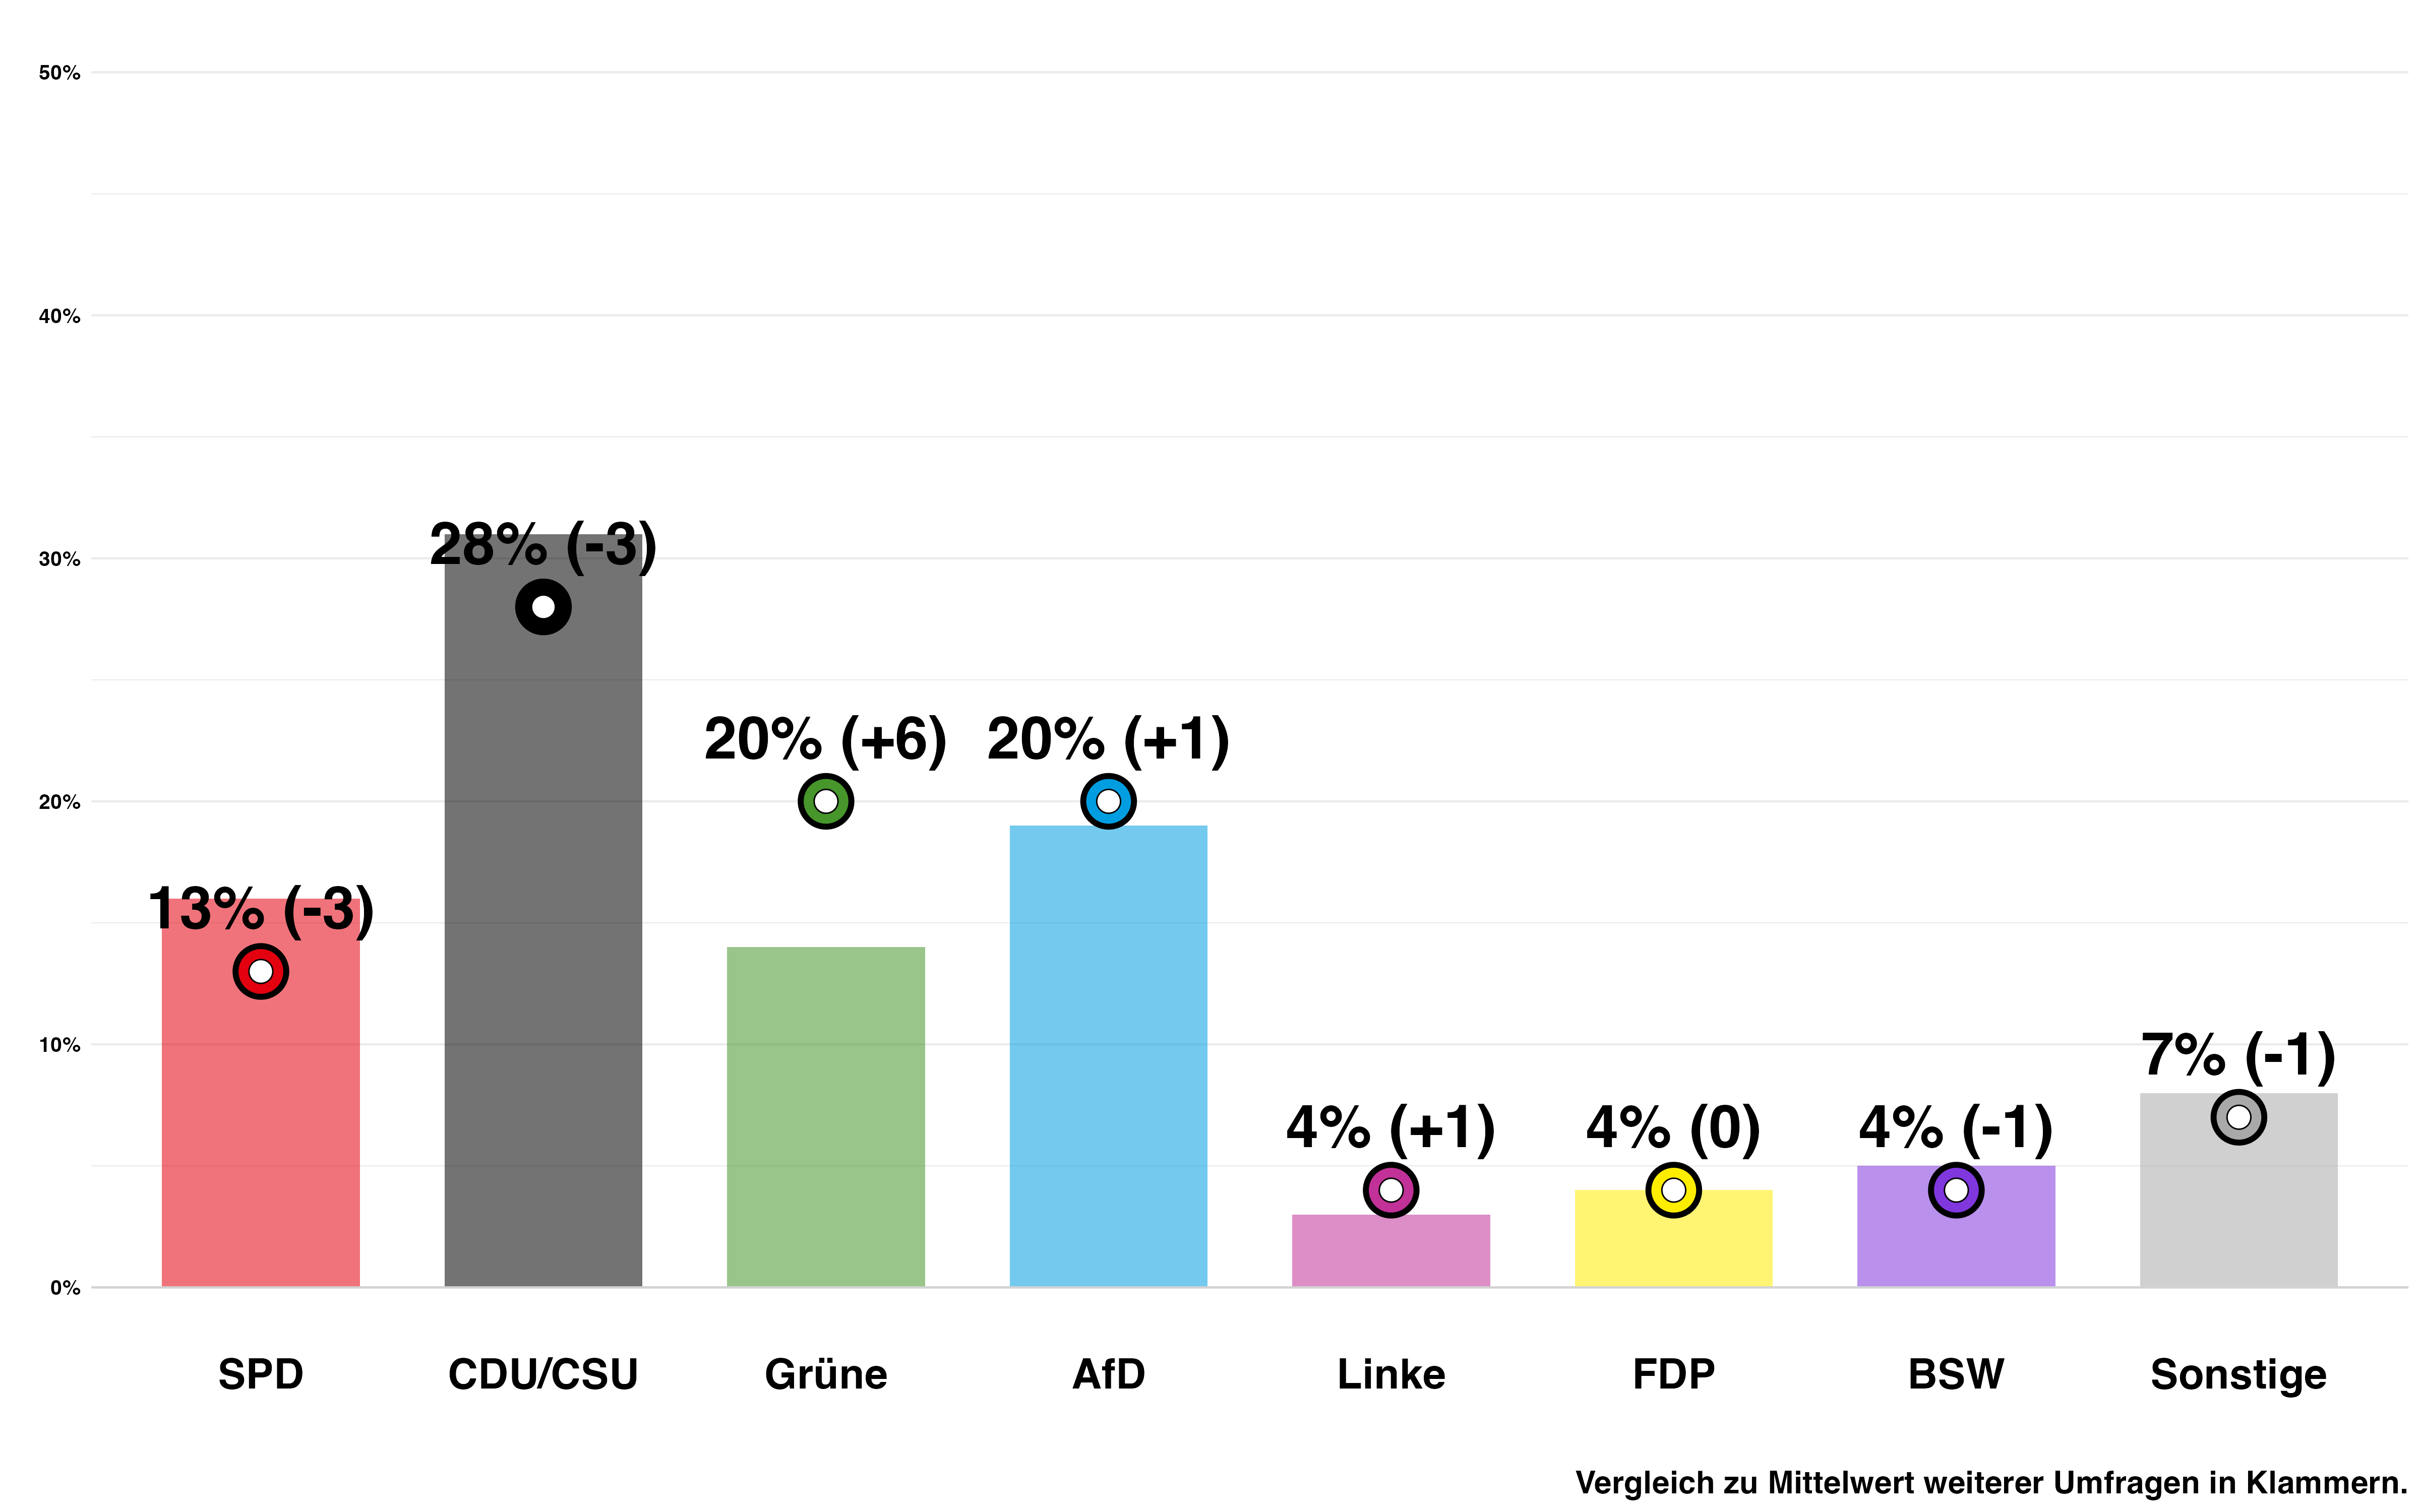 50%
40%
30%
20%
10%
0%
13% (-3)
28% (-3)
20% (+6)
20% (+1)
4% (+1)
4% (0)
4% (-1)
7% (-1)
SPD
CDU/CSU
Grüne
AfD
Linke
FDP
BSW
Sonstige
Vergleich zu Mittelwert weiterer Umfragen in Klammern.